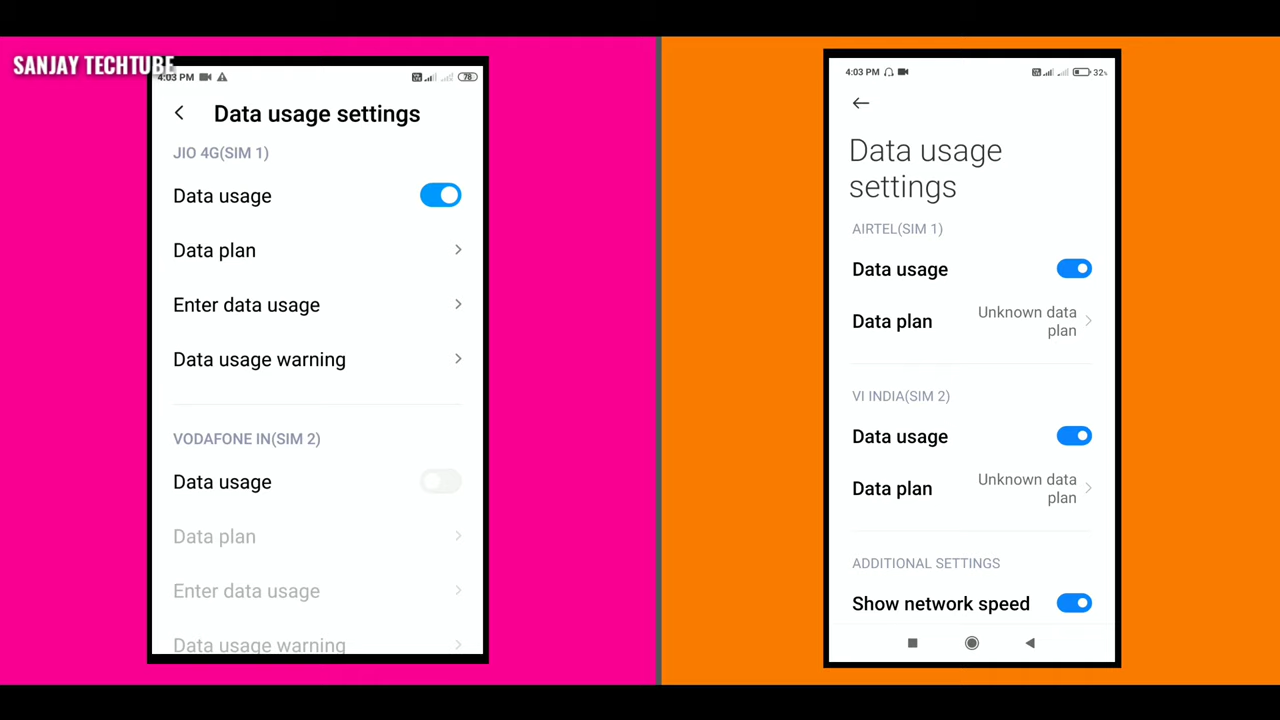 SANJAY TECHTUBE
4:03 PM
78
Data usage settings
JIO 4G(SIM 1)
Data usage
Data plan
Enter data usage
Data usage warning
VODAFONE IN(SIM 2)
Data usage
Data plan
Enter data usage
Data usage warning
4:03 PM
32%
Data usage
settings
AIRTEL(SIM 1)
Data usage
Data plan
Unknown data
plan
VI INDIA(SIM 2)
Data usage
Data plan
Unknown data
plan
ADDITIONAL SETTINGS
Show network speed